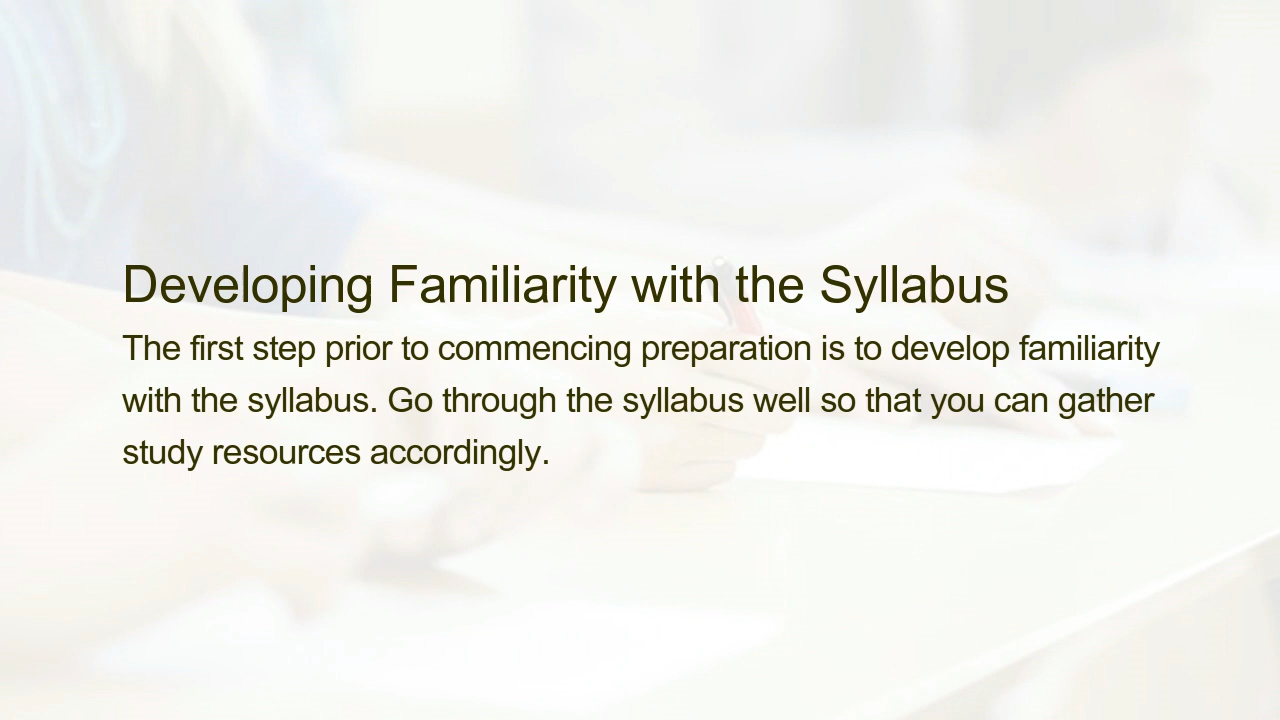 Developing Familiarity with the Syllabus
The first step prior to commencing preparation is to develop familiarity
with the syllabus. Go through the syllabus well so that you can gather
study resources accordingly.